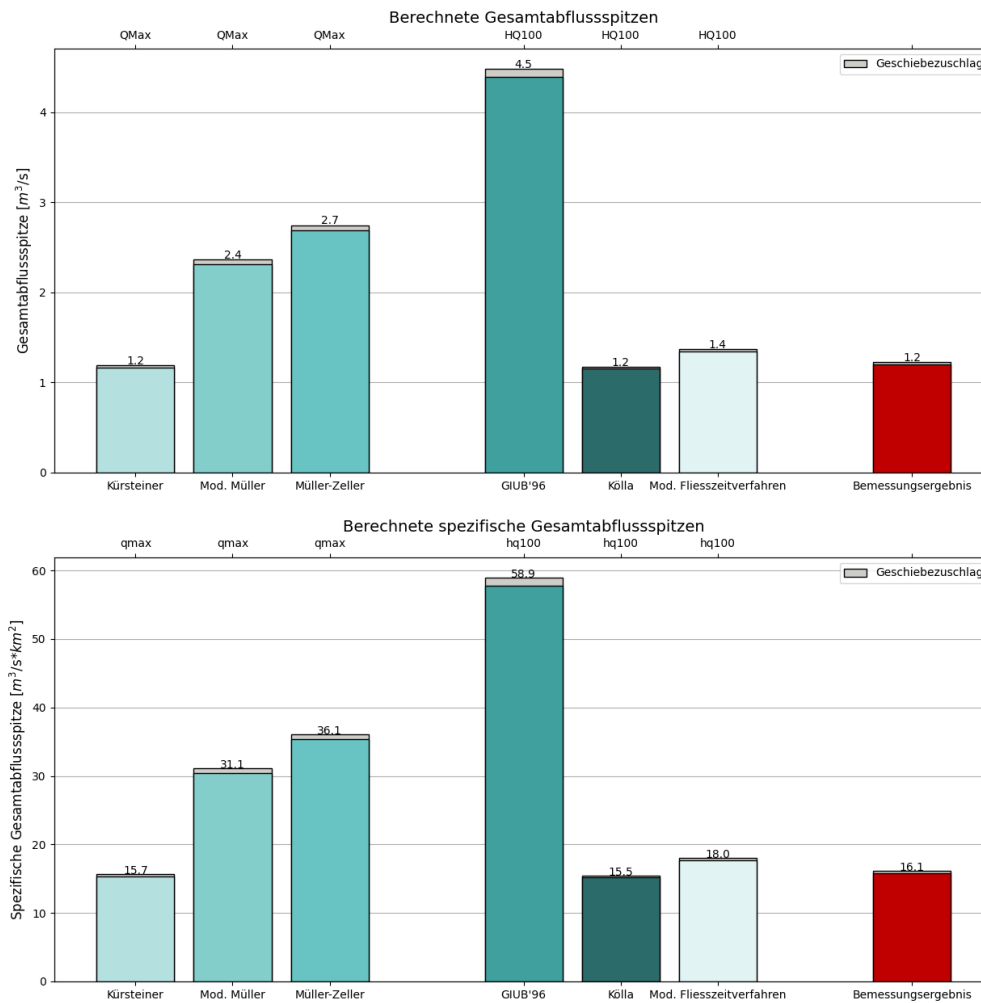 Berechnete Gesamtabflussspitzen
QMax QMax QMax HQ100 HQ100 HQ100
Geschiebezuschlag
Gesamtabflussspitze [m³/s]
4
3
2
1
0
1.2 2.4 2.7 4.5 1.2 1.4 1.2
Kürsteiner Mod. Müller Müller-Zeller GIUB'96 Kölla Mod. Fliesszeitverfahren Bemessungsergebnis
Berechnete spezifische Gesamtabflussspitzen
qmax qmax qmax hq100 hq100 hq100
Geschiebezuschlag
Spezifische Gesamtabflussspitze [m³/s*km²]
60
50
40
30
20
10
0
15.7 31.1 36.1 58.9 15.5 18.0 16.1
Kürsteiner Mod. Müller Müller-Zeller GIUB'96 Kölla Mod. Fliesszeitverfahren Bemessungsergebnis